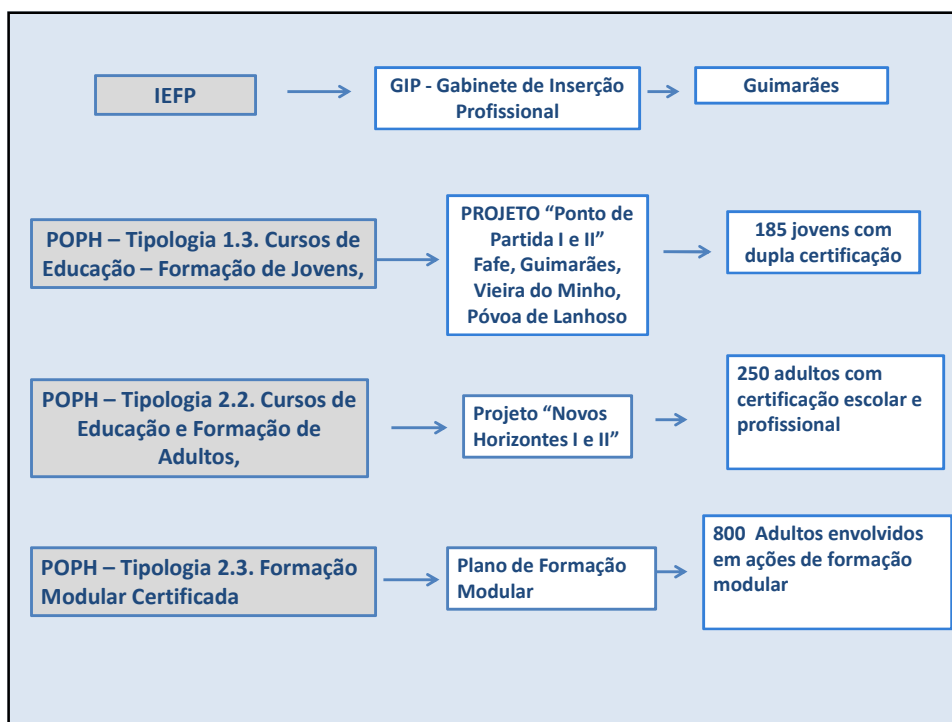 IEFP
GIP - Gabinete de Inserção
Profissional
Guimarães
POPH – Tipologia 1.3. Cursos de
Educação – Formação de Jovens,
PROJETO “Ponto de
Partida I e II”
Fafe, Guimarães,
Vieira do Minho,
Póvoa de Lanhoso
185 jovens com
dupla certificação
POPH – Tipologia 2.2. Cursos de
Educação e Formação de
Adultos,
Projeto “Novos
Horizontes I e II”
250 adultos com
certificação escolar e
profissional
POPH – Tipologia 2.3. Formação
Modular Certificada
Plano de Formação
Modular
800 Adultos envolvidos
em ações de formação
modular